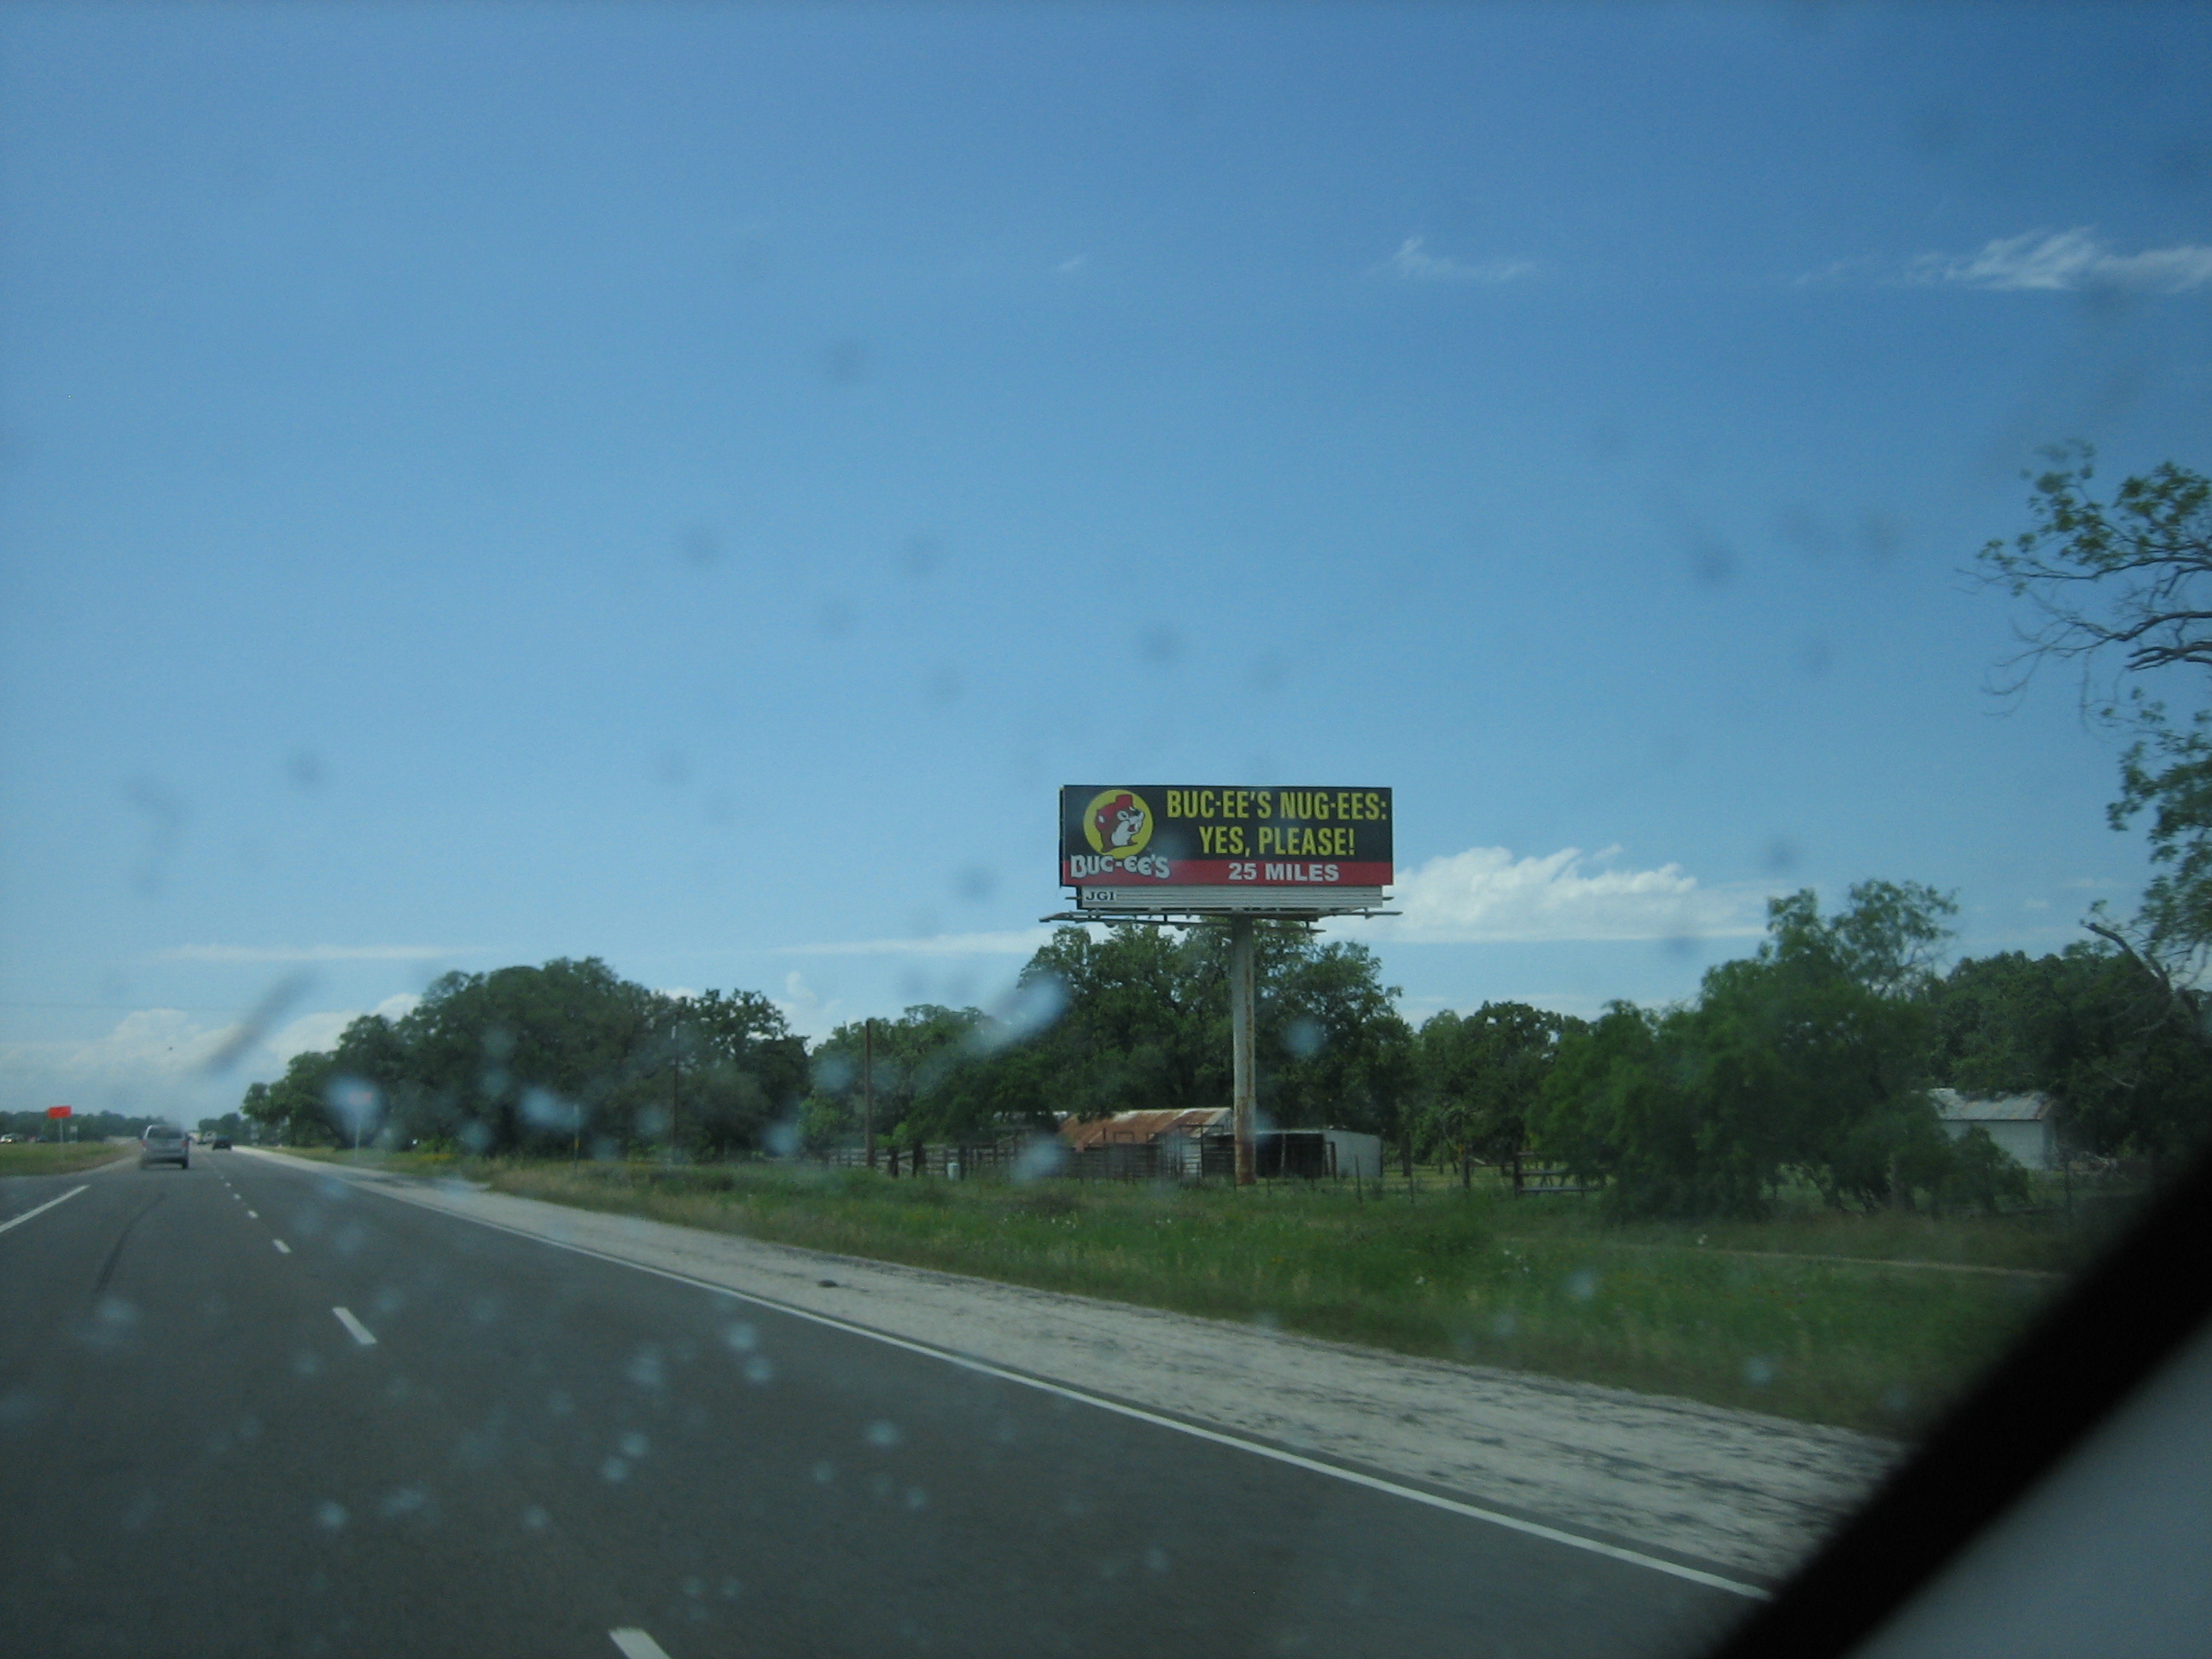 BUC-EE'S NUG-EES:
YES, PLEASE!
BUC-EE'S
25 MILES
JGI